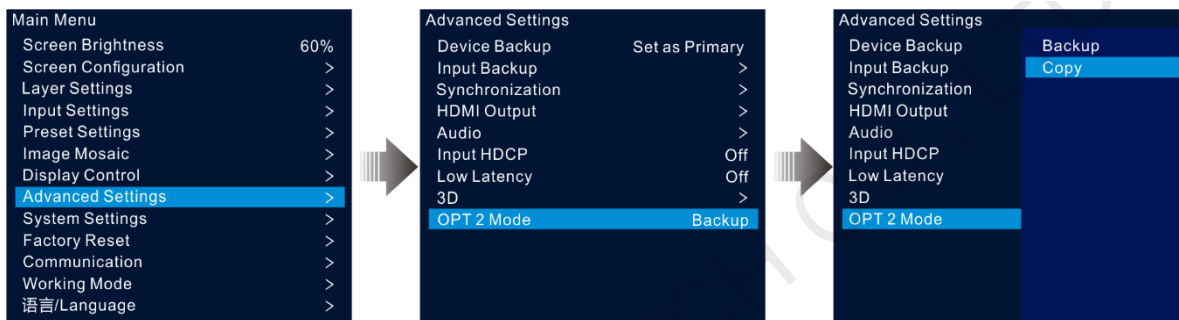 Main Menu
Screen Brightness 60%
Screen Configuration >
Layer Settings >
Input Settings >
Preset Settings >
Image Mosaic >
Display Control >
Advanced Settings >
System Settings >
Factory Reset >
Communication >
Working Mode >
语言/Language >
Advanced Settings
Device Backup Set as Primary
Input Backup >
Synchronization >
HDMI Output >
Audio >
Input HDCP Off
Low Latency Off
3D >
OPT 2 Mode Backup
Advanced Settings
Device Backup Backup
Input Backup Copy
Synchronization
HDMI Output
Audio
Input HDCP
Low Latency
3D
OPT 2 Mode